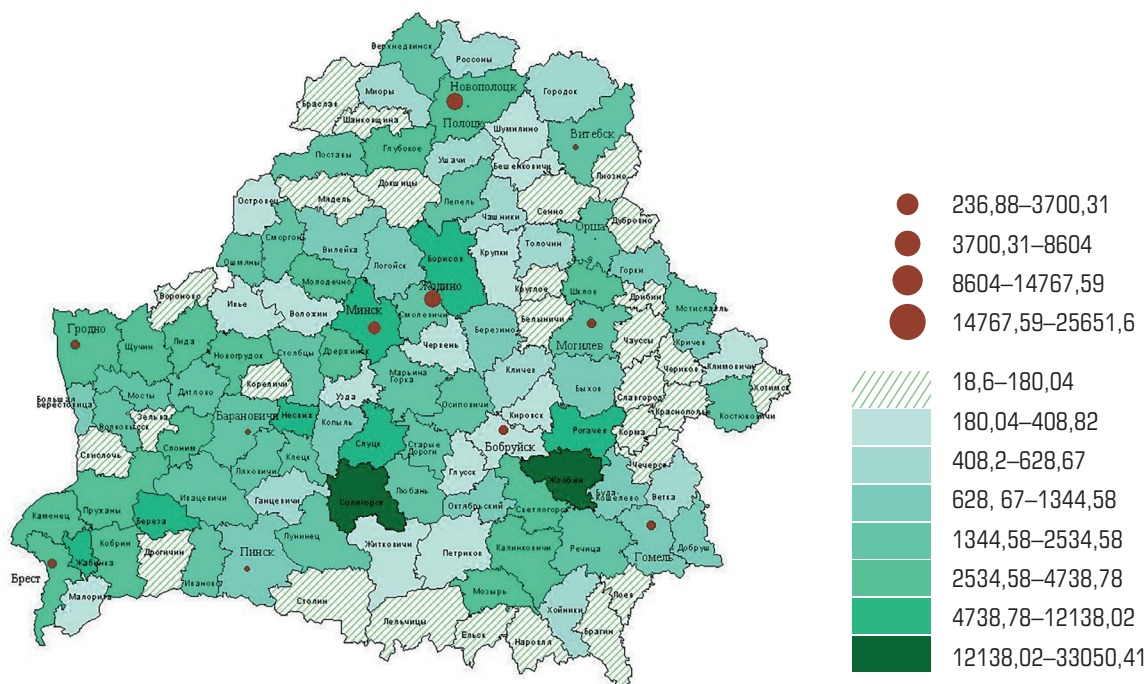 Верхнедвинск
Россоны
Миоры
Новополоцк
Городок
Браслав
Шарковщина
Полоцк
Шумилино
Витебск
Поставы
Глубокое
Ушачи
Бешенковичи
Лиозно
Докшицы
Мядель
Островец
Лепель
Сенно
Чашники
Дубровно
Орша
Сморгонь
Вилейка
Борисов
Крупки
Толочин
Ошмяны
Логойск
Горки
Молодечно
Круглое
Шклов
Дрибин
Вороново
Жодино
Мстиславль
Ивье
Воложин
Минск
Смолевичи
Белыничи
Гродно
Березино
Чауссы
Кричев
Щучин
Лида
Новогрудок
Столбцы
Дзержинск
Червень
Могилев
Чериков
Климовичи
Марьина
Горка
Кличев
Хотимск
Кореличи
Мосты
Дятлово
Узда
Быхов
Славгород
Большая
Берестовица
Осиповичи
Краснополье
Костюковичи
Зельва
Барановичи
Несвиж
Кировск
Волковысск
Копыль
Рогачев
Корма
Слуцк
Старые
Дороги
Бобруйск
Слоним
Клецк
Свислочь
Ляховичи
Глусск
Чечерск
Жлобин
Ивацевичи
Любань
Буда-
Кошелево
Ганцевичи
Солигорск
Ветка
Октябрьский
Светлогорск
Каменец
Пружаны
Береза
Лунинец
Житковичи
Кобрин
Пинск
Петриков
Калинковичи
Речица
Гомель
Добруш
Жабинка
Дрогичин
Брест
Иваново
Малорита
Мозырь
Столин
Хойники
Лоев
Лельчицы
Ельск
Наровля
Брагин
236,88–3700,31
3700,31–8604
8604–14767,59
14767,59–25651,6
18,6–180,04
180,04–408,82
408,2–628,67
628, 67–1344,58
1344,58–2534,58
2534,58–4738,78
4738,78–12138,02
12138,02–33050,41